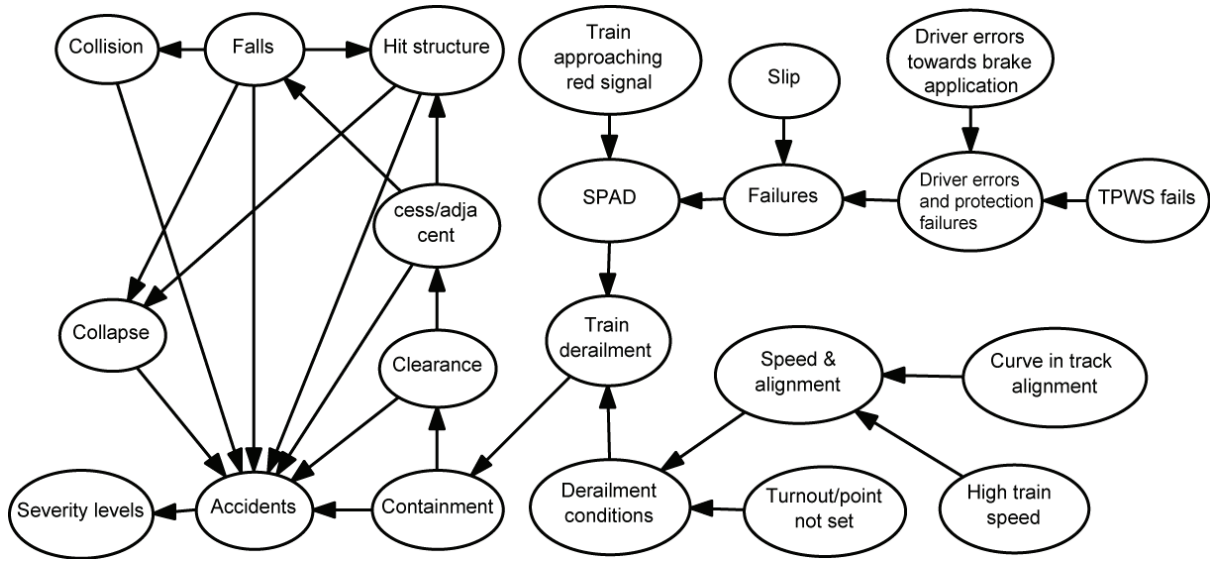 Collision
Falls
Hit structure
Train
approaching
red signal
Slip
Driver errors
towards brake
application
cess/adja
cent
SPAD
Failures
Driver errors
and protection
failures
TPWS fails
Collapse
Clearance
Train
derailment
Speed &
alignment
Curve in track
alignment
Severity levels
Accidents
Containment
Derailment
conditions
Turnout/point
not set
High train
speed